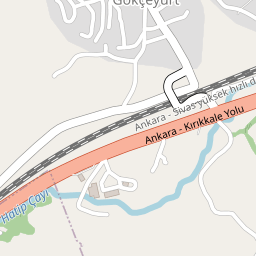 Gökçeyurt
Ankara - Sivas yüksek hızlı d
Ankara - Kırıkkale Yolu
Hatip Çayı